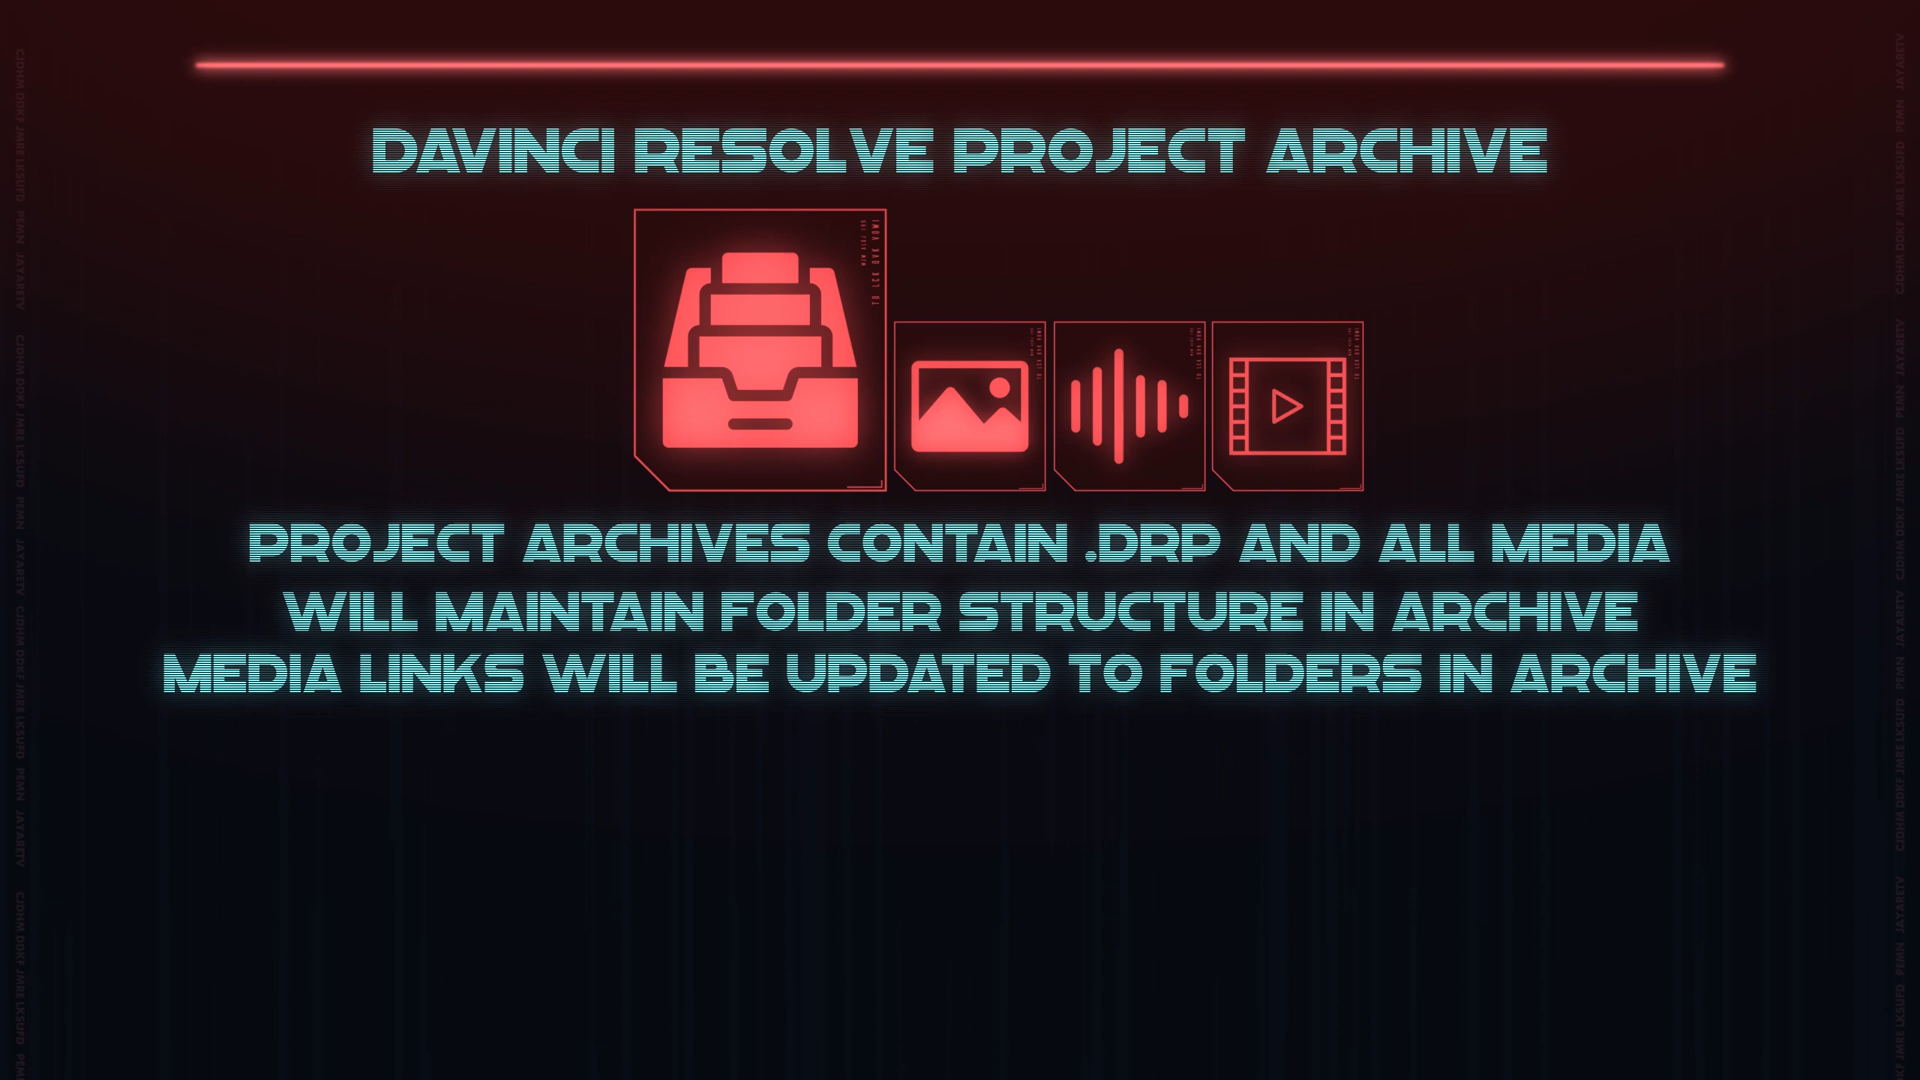 DAVINCI RESOLVE PROJECT ARCHIVE
PROJECT ARCHIVES CONTAIN .DRP AND ALL MEDIA
WILL MAINTAIN FOLDER STRUCTURE IN ARCHIVE
MEDIA LINKS WILL BE UPDATED TO FOLDERS IN ARCHIVE